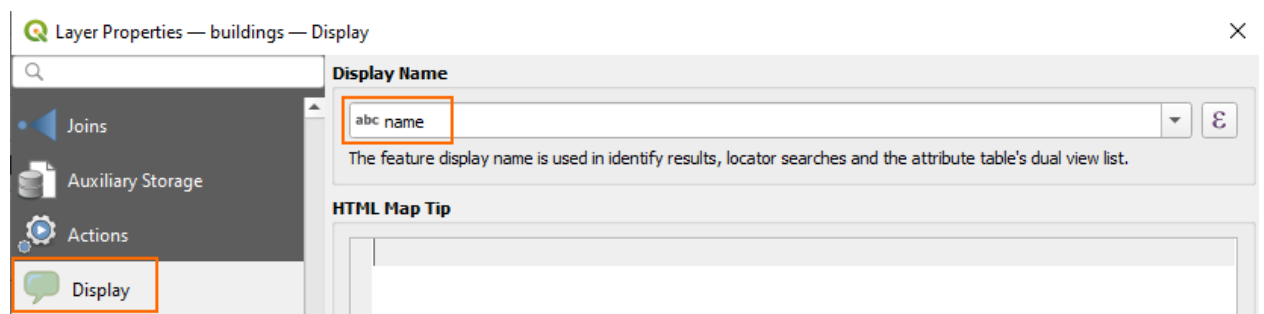 Layer Properties — buildings — Display
Display Name
Joins
abc name
ε
The feature display name is used in identify results, locator searches and the attribute table's dual view list.
Auxiliary Storage
HTML Map Tip
Actions
Display